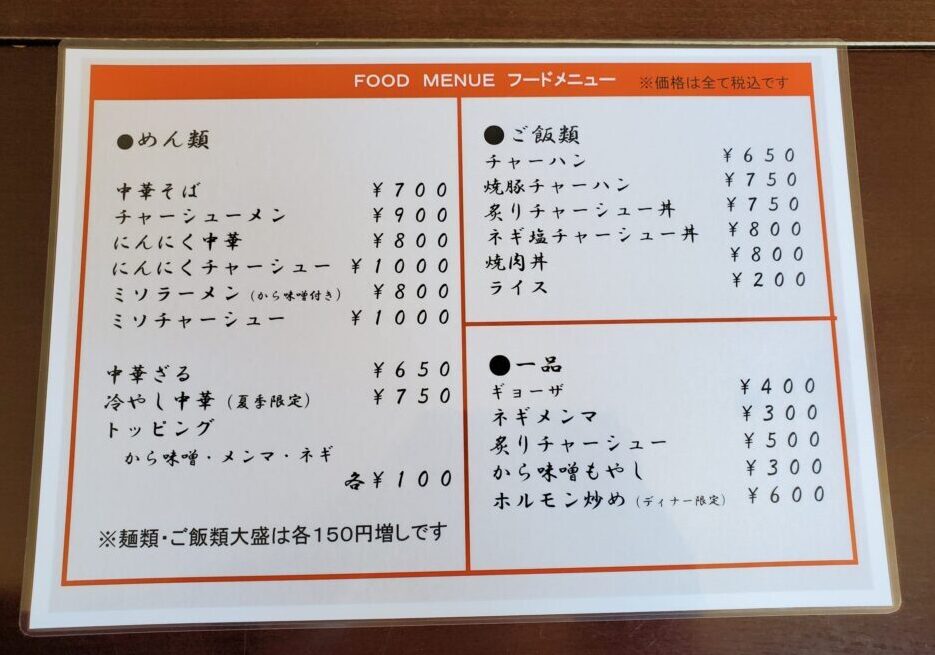 FOOD MENUE フードメニュー ※価格は全て税込です
●めん類
中華そば ¥700
チャーシューメン ¥900
にんにく中華 ¥800
にんにくチャーシュー ¥1000
ミソラーメン(から味噌付き) ¥800
ミソチャーシュー ¥1000
中華ざる ¥650
冷やし中華(夏季限定) ¥750
トッピング
から味噌・メンマ・ネギ
各¥100
※麺類・ご飯類大盛は各150円増しです
●ご飯類
チャーハン ¥650
焼豚チャーハン ¥750
炙りチャーシュー丼 ¥750
ネギ塩チャーシュー丼 ¥800
焼肉丼 ¥800
ライス ¥200
●一品
ギョーザ ¥400
ネギメンマ ¥300
炙りチャーシュー ¥500
から味噌もやし ¥300
ホルモン炒め(ディナー限定) ¥600